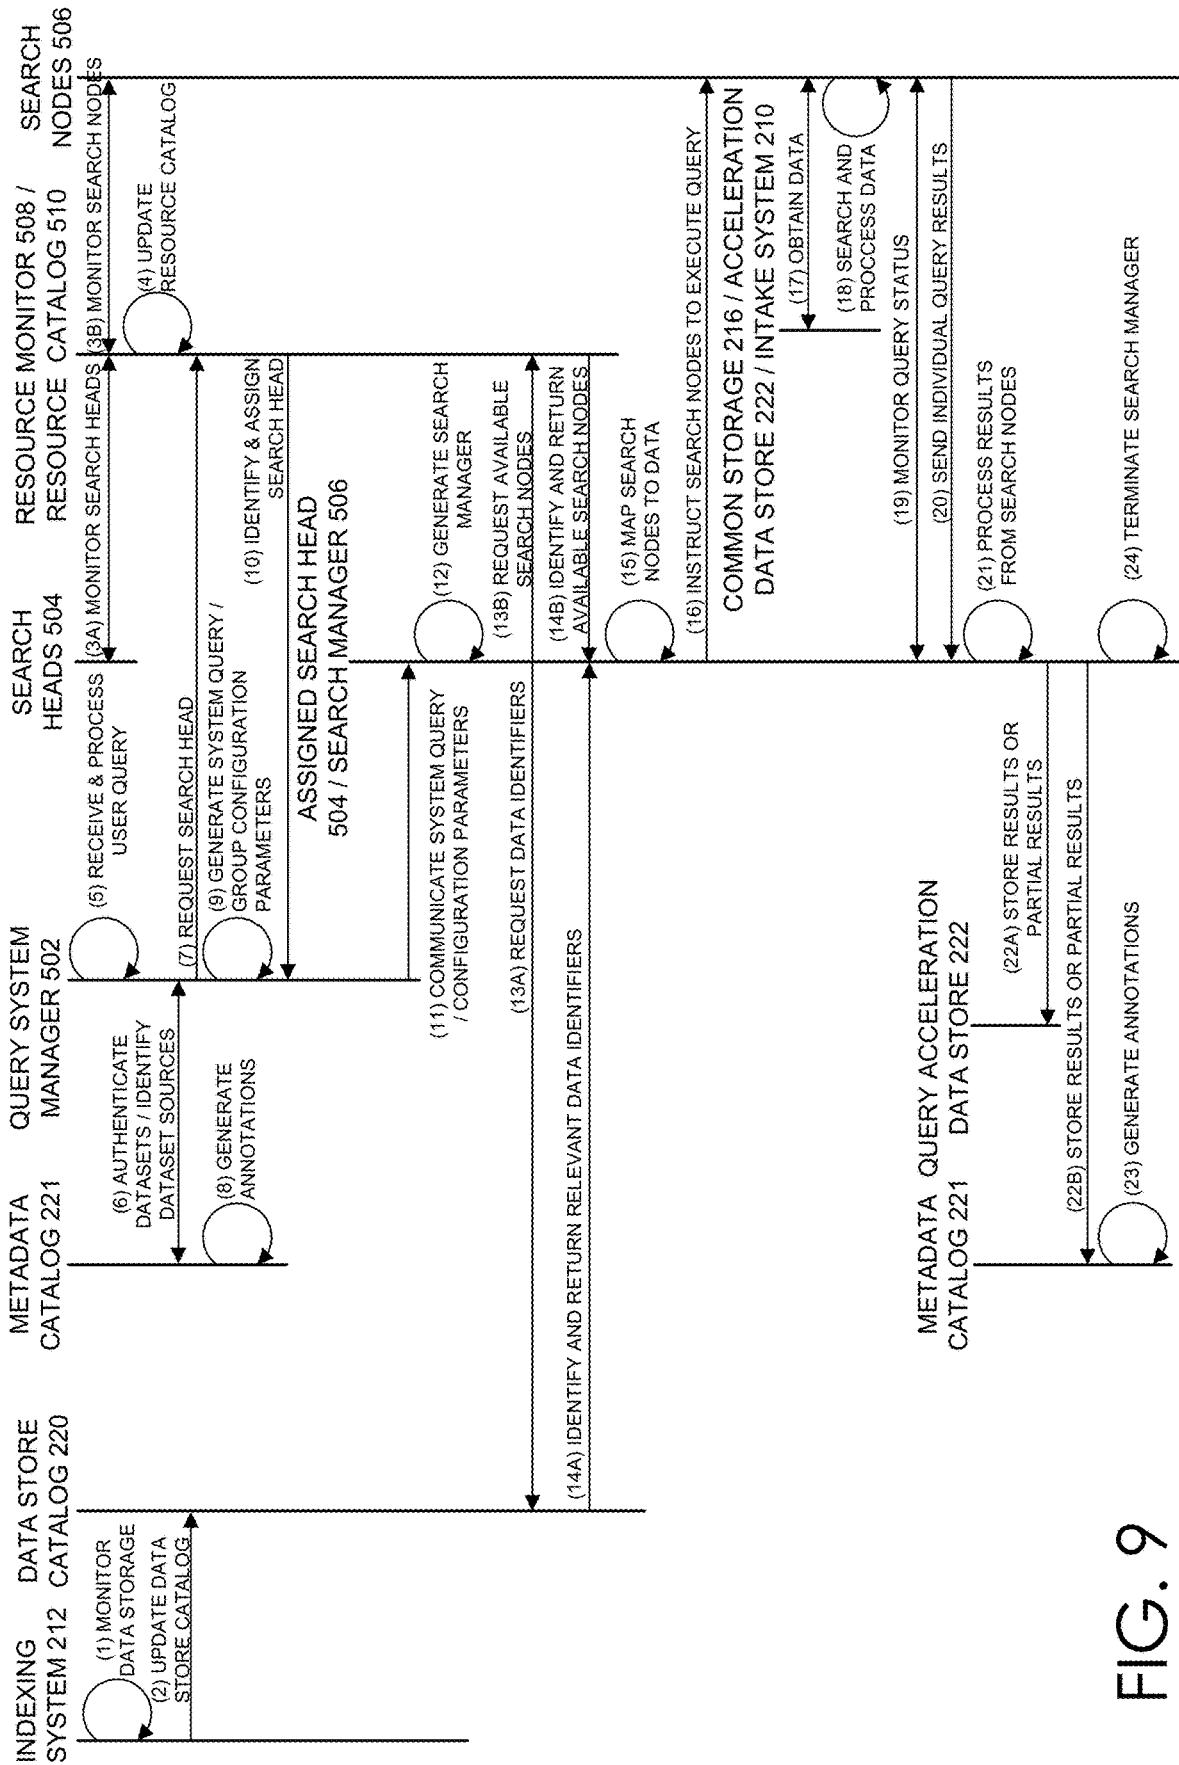 INDEXING
SYSTEM 212
DATA STORE
CATALOG 220
METADATA
CATALOG 221
QUERY SYSTEM
MANAGER 502
SEARCH
HEADS 504
RESOURCE MONITOR 508 /
RESOURCE CATALOG 510
SEARCH
NODES 506
(1) MONITOR
DATA STORAGE
(2) UPDATE DATA
STORE CATALOG
(3A) MONITOR SEARCH HEADS
(3B) MONITOR SEARCH NODES
(4) UPDATE
RESOURCE CATALOG
(5) RECEIVE & PROCESS
USER QUERY
(6) AUTHENTICATE
DATASETS / IDENTIFY
DATASET SOURCES
(7) REQUEST SEARCH HEAD
(8) GENERATE
ANNOTATIONS
(9) GENERATE SYSTEM QUERY /
GROUP CONFIGURATION
PARAMETERS
(10) IDENTIFY & ASSIGN
SEARCH HEAD
ASSIGNED SEARCH HEAD
504 / SEARCH MANAGER 506
(11) COMMUNICATE SYSTEM QUERY
/ CONFIGURATION PARAMETERS
(12) GENERATE SEARCH
MANAGER
(13A) REQUEST DATA IDENTIFIERS
(13B) REQUEST AVAILABLE
SEARCH NODES
(14A) IDENTIFY AND RETURN RELEVANT DATA IDENTIFIERS
(14B) IDENTIFY AND RETURN
AVAILABLE SEARCH NODES
(15) MAP SEARCH
NODES TO DATA
(16) INSTRUCT SEARCH NODES TO EXECUTE QUERY
COMMON STORAGE 216 / ACCELERATION
DATA STORE 222 / INTAKE SYSTEM 210
(17) OBTAIN DATA
(18) SEARCH AND
PROCCESS DATA
(19) MONITOR QUERY STATUS
(20) SEND INDIVIDUAL QUERY RESULTS
METADATA
CATALOG 221
QUERY ACCELERATION
DATA STORE 222
(21) PROCESS RESULTS
FROM SEARCH NODES
(22A) STORE RESULTS OR
PARTIAL RESULTS
(22B) STORE RESULTS OR PARTIAL RESULTS
(23) GENERATE ANNOTATIONS
(24) TERMINATE SEARCH MANAGER
FIG. 9